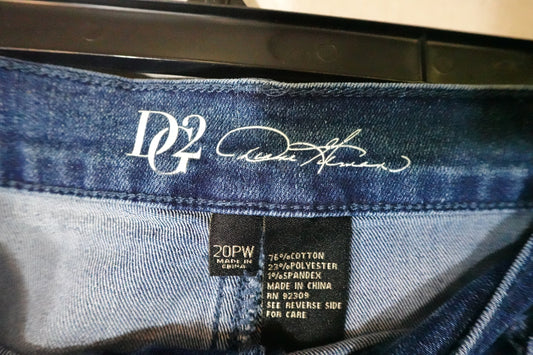 DG2
20PW
MADE IN
CHINA
76%COTTON
23%POLYESTER
1%SPANDEX
MADE IN CHINA
RN 92309
SEE REVERSE SIDE
FOR CARE